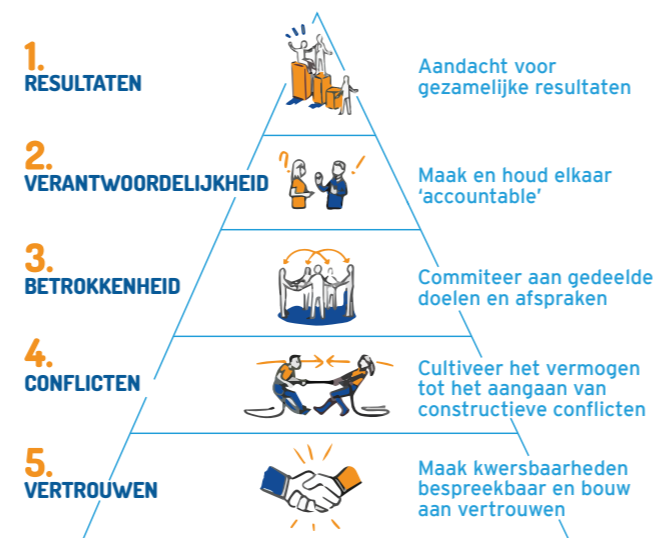 1.
RESULTATEN
Aandacht voor
gezamelijke resultaten
2.
VERANTWOORDELIJKHEID
Maak en houd elkaar
‘accountable’
3.
BETROKKENHEID
Commiteer aan gedeelde
doelen en afspraken
4.
CONFLICTEN
Cultiveer het vermogen
tot het aangaan van
constructieve conflicten
5.
VERTROUWEN
Maak kwersbaarheden
bespreekbaar en bouw
aan vertrouwen
? !